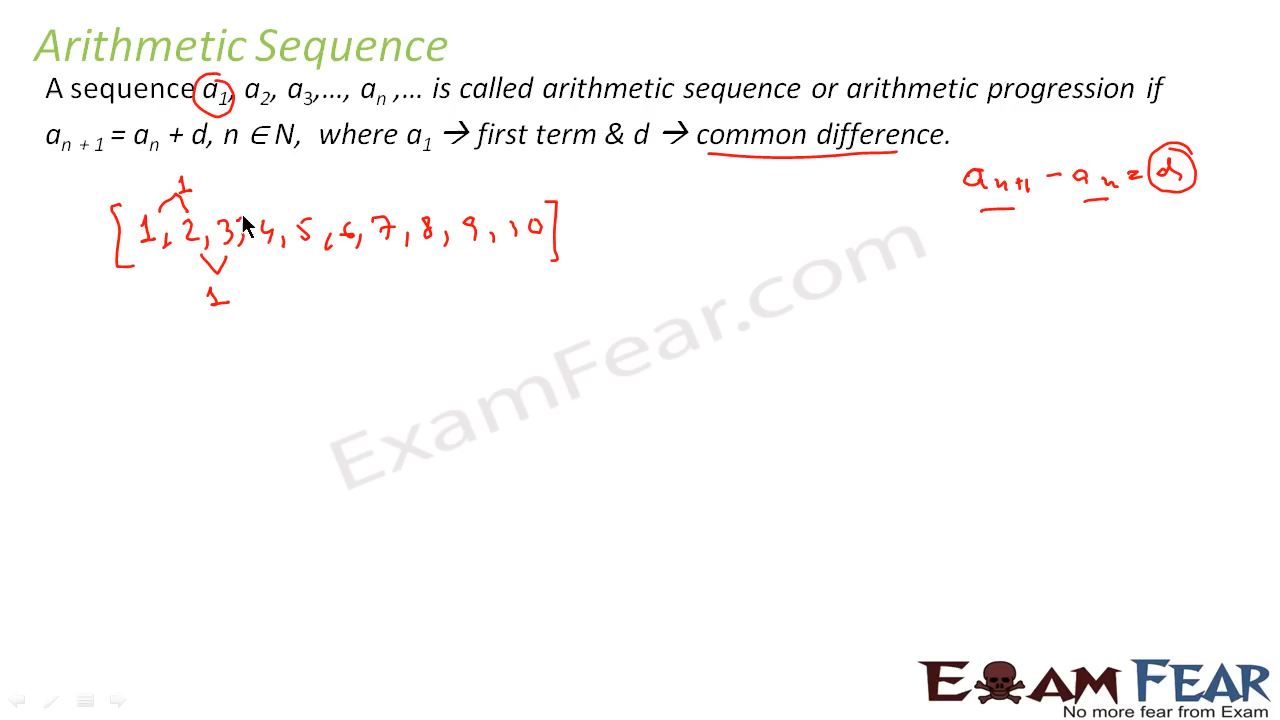 Arithmetic Sequence
A sequence a₁, a₂, a₃,..., aₙ ,... is called arithmetic sequence or arithmetic progression if
aₙ ₊ ₁ = aₙ + d, n ∈ N, where a₁ → first term & d → common difference.
aₙ₊₁ - aₙ = d
1
[1, 2, 3, 4, 5, 6, 7, 8, 9, 10]
1
ExamFear.com
EXAM FEAR
No more fear from Exam